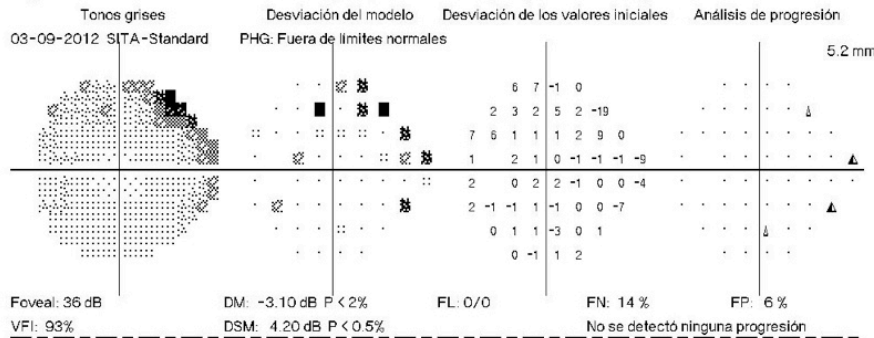 Tonos grises Desviación del modelo Desviación de los valores iniciales Análisis de progresión
03-09-2012 SITA-Standard PHG: Fuera de límites normales
5.2 mm
6 7 -1 0
2 3 2 5 2 -19
7 6 1 1 1 2 9 0
1 2 1 0 -1 -1 -1 -9
2 0 2 2 -1 0 0 -4
2 -1 -1 1 -1 0 0 -7
0 1 1 -3 0 1
0 -1 1 2
Foveal: 36 dB DM: -3.10 dB P < 2% FL: 0/0 FN: 14 % FP: 6 %
VFI: 93% DSM: 4.20 dB P < 0.5% No se detectó ninguna progresión